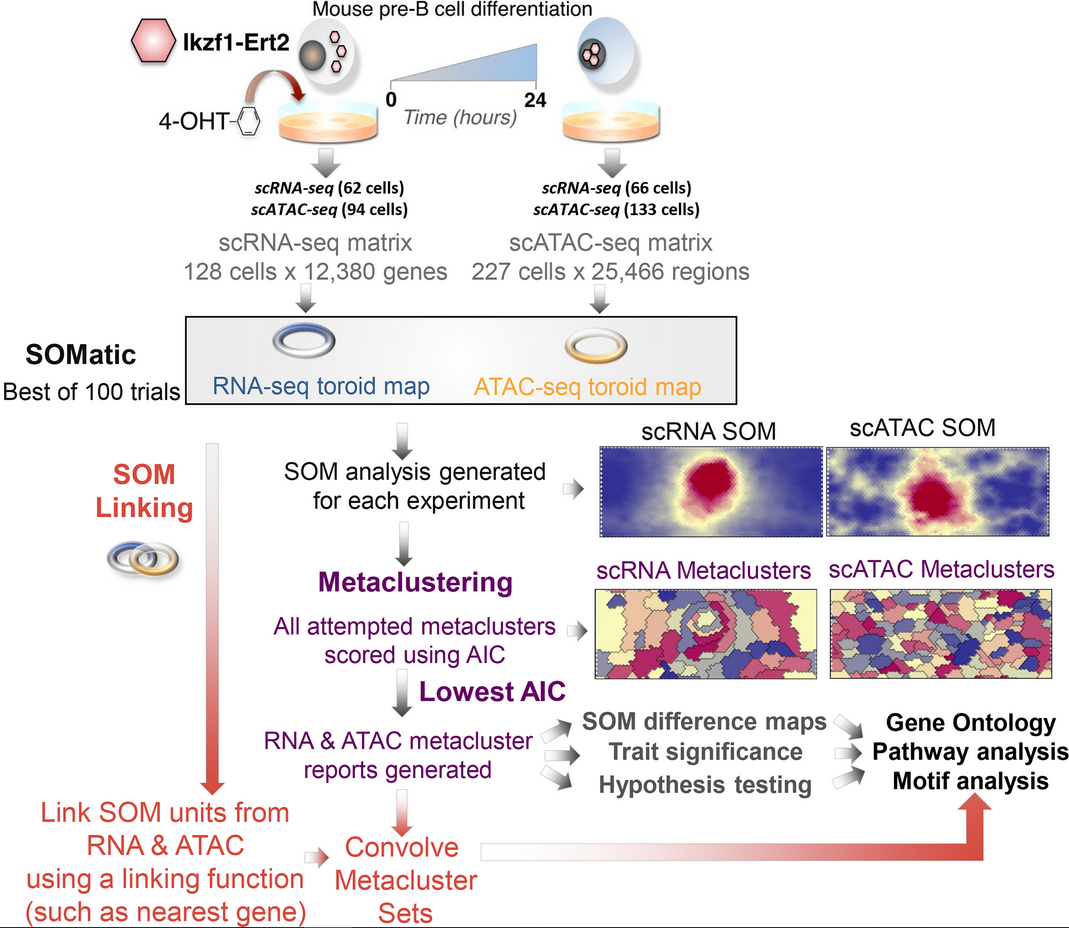 Mouse pre-B cell differentiation
Ikzf1-Ert2
4-OHT
0
24
Time (hours)
scRNA-seq (62 cells)
scATAC-seq (94 cells)
scRNA-seq (66 cells)
scATAC-seq (133 cells)
scRNA-seq matrix
128 cells x 12,380 genes
scATAC-seq matrix
227 cells x 25,466 regions
SOMatic
Best of 100 trials
RNA-seq toroid map
ATAC-seq toroid map
SOM
Linking
SOM analysis generated
for each experiment
scRNA SOM
scATAC SOM
Metaclustering
All attempted metaclusters
scored using AIC
scRNA Metaclusters
scATAC Metaclusters
Lowest AIC
RNA & ATAC metacluster
reports generated
SOM difference maps
Trait significance
Hypothesis testing
Gene Ontology
Pathway analysis
Motif analysis
Link SOM units from
RNA & ATAC
using a linking function
(such as nearest gene)
Convolve
Metacluster
Sets